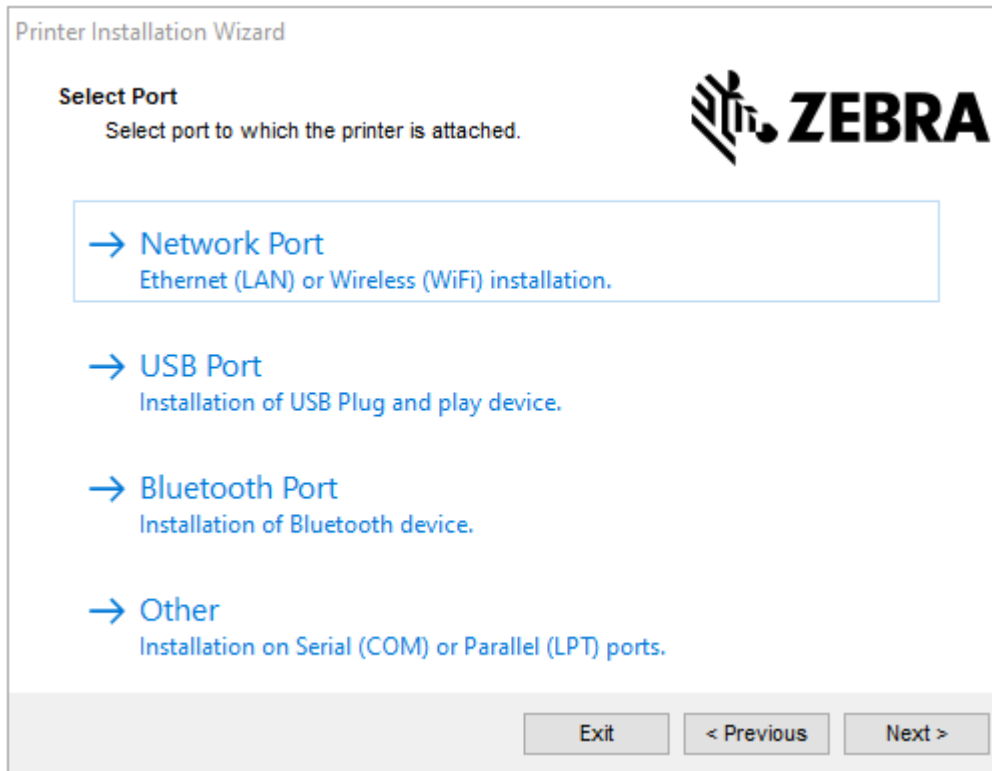 Printer Installation Wizard
Select Port
Select port to which the printer is attached.
ZEBRA
Network Port
Ethernet (LAN) or Wireless (WiFi) installation.
USB Port
Installation of USB Plug and play device.
Bluetooth Port
Installation of Bluetooth device.
Other
Installation on Serial (COM) or Parallel (LPT) ports.
Exit
< Previous
Next >